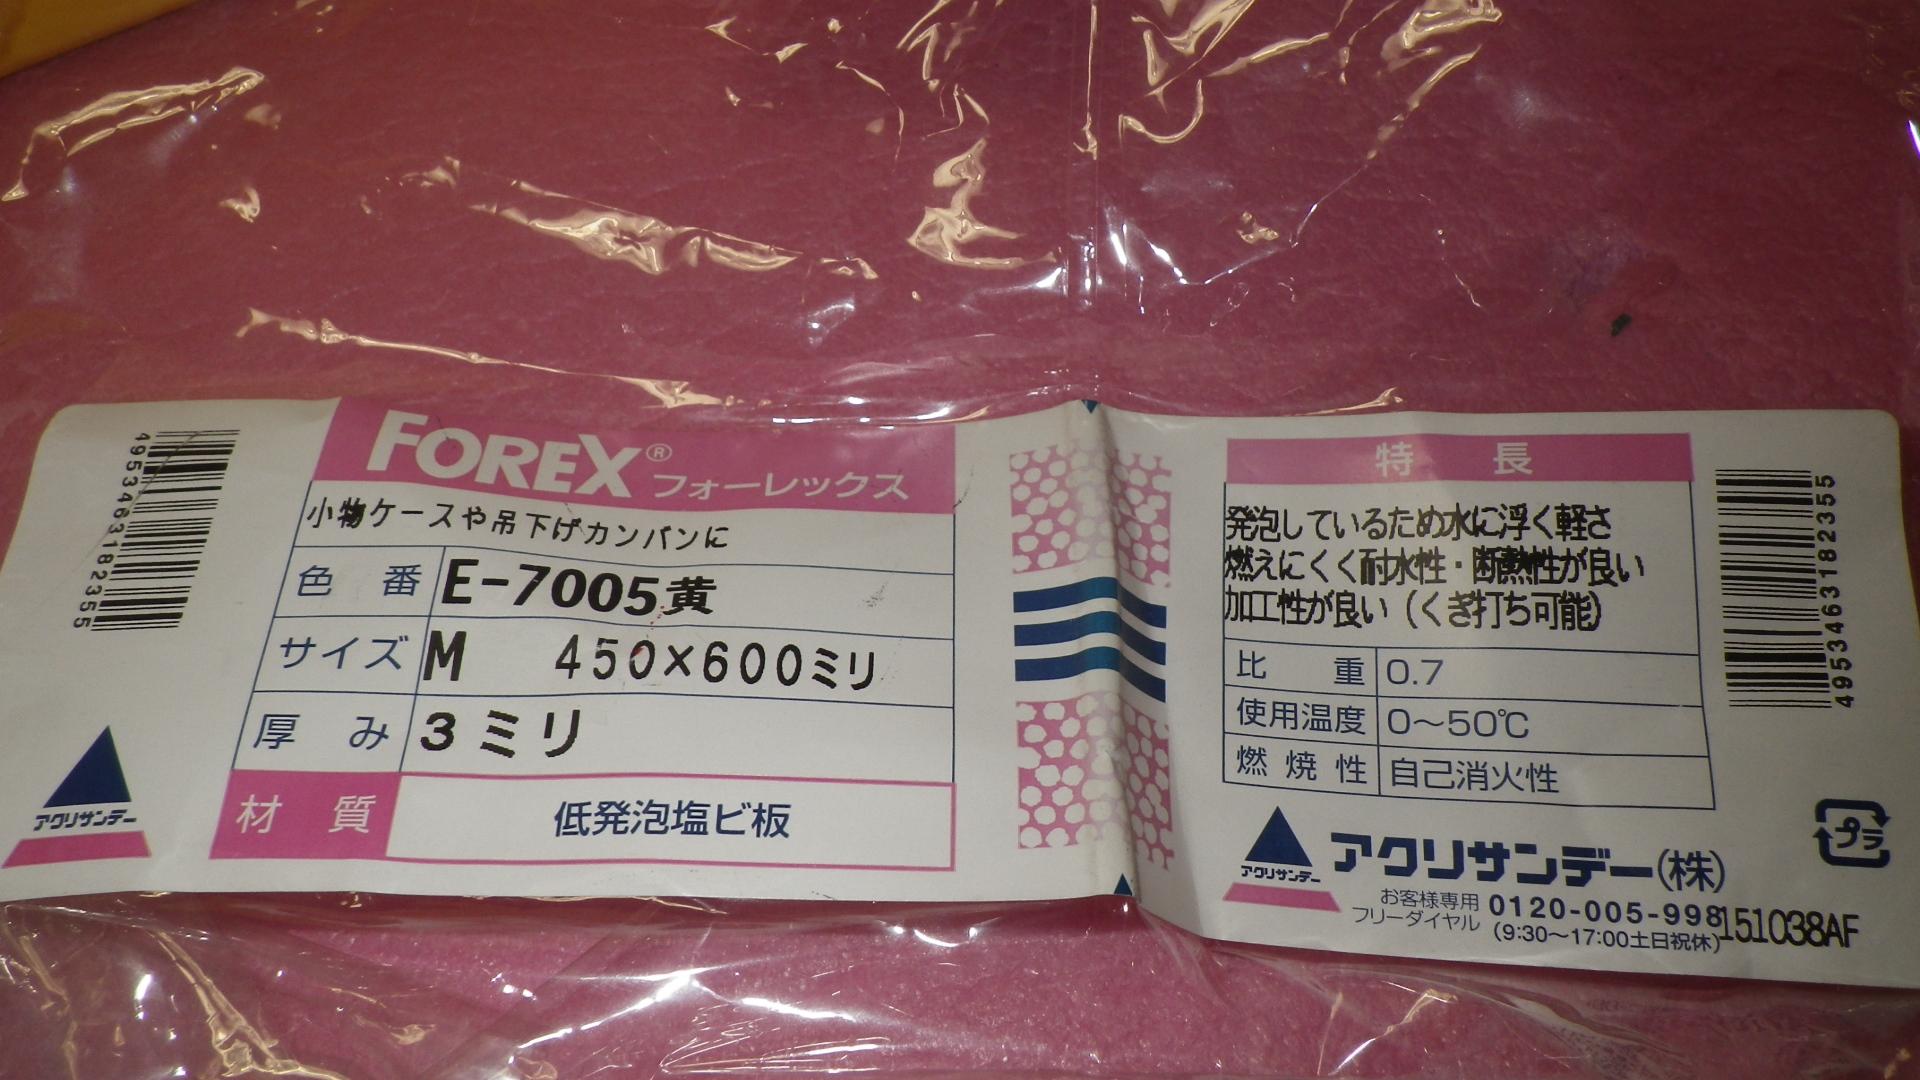 4953463182355
FOREX® フォーレックス
小物ケースや吊下げカンバンに
色番 E-7005黄
サイズ M 450×600ミリ
厚み 3ミリ
材質 低発泡塩ビ板
アクリサンデー
特長
発泡しているため水に浮く軽さ
燃えにくく耐水性・断熱性が良い
加工性が良い(くぎ打ち可能)
比重 0.7
使用温度 0〜50℃
燃焼性 自己消火性
4953463182355
プラ
アクリサンデー
アクリサンデー(株)
お客様専用
フリーダイヤル
0120-005-998
(9:30〜17:00土日祝休)
151038AF